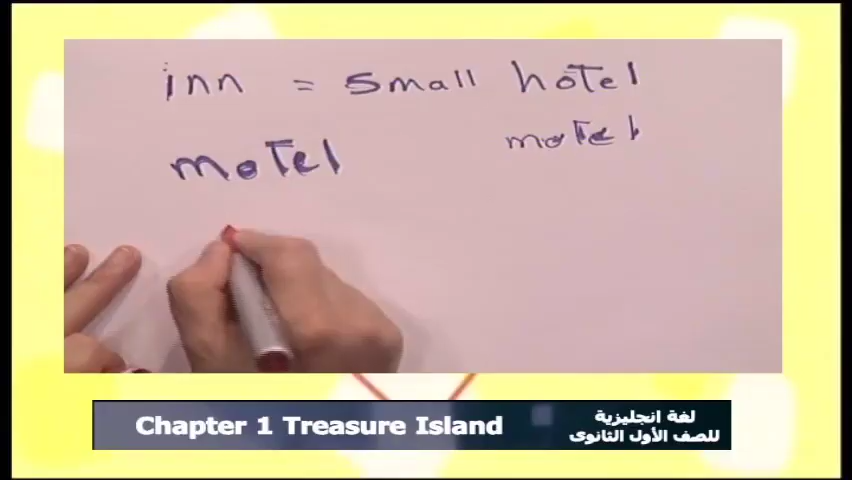 inn = small hotel
motel
motel
Chapter 1 Treasure Island
لغة انجليزية
للصف الأول الثانوى